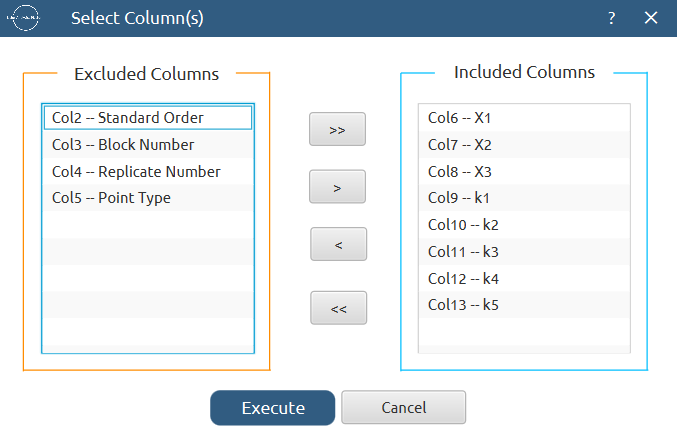 Select Column(s)
?
Excluded Columns
Col2 -- Standard Order
Col3 -- Block Number
Col4 -- Replicate Number
Col5 -- Point Type
>>
>
<
<<
Included Columns
Col6 -- X1
Col7 -- X2
Col8 -- X3
Col9 -- k1
Col10 -- k2
Col11 -- k3
Col12 -- k4
Col13 -- k5
Execute
Cancel